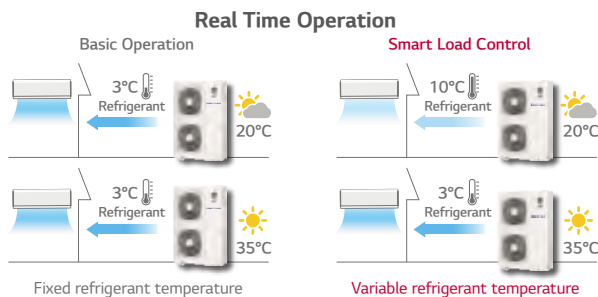 Real Time Operation
Basic Operation
Smart Load Control
3°C
Refrigerant
20°C
10°C
Refrigerant
20°C
3°C
Refrigerant
35°C
3°C
Refrigerant
35°C
Fixed refrigerant temperature
Variable refrigerant temperature